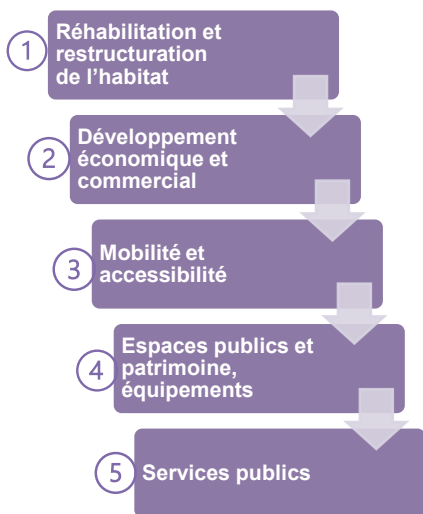 1
Réhabilitation et
restructuration
de l’habitat
2
Développement
économique et
commercial
3
Mobilité et
accessibilité
4
Espaces publics et
patrimoine,
équipements
5
Services publics